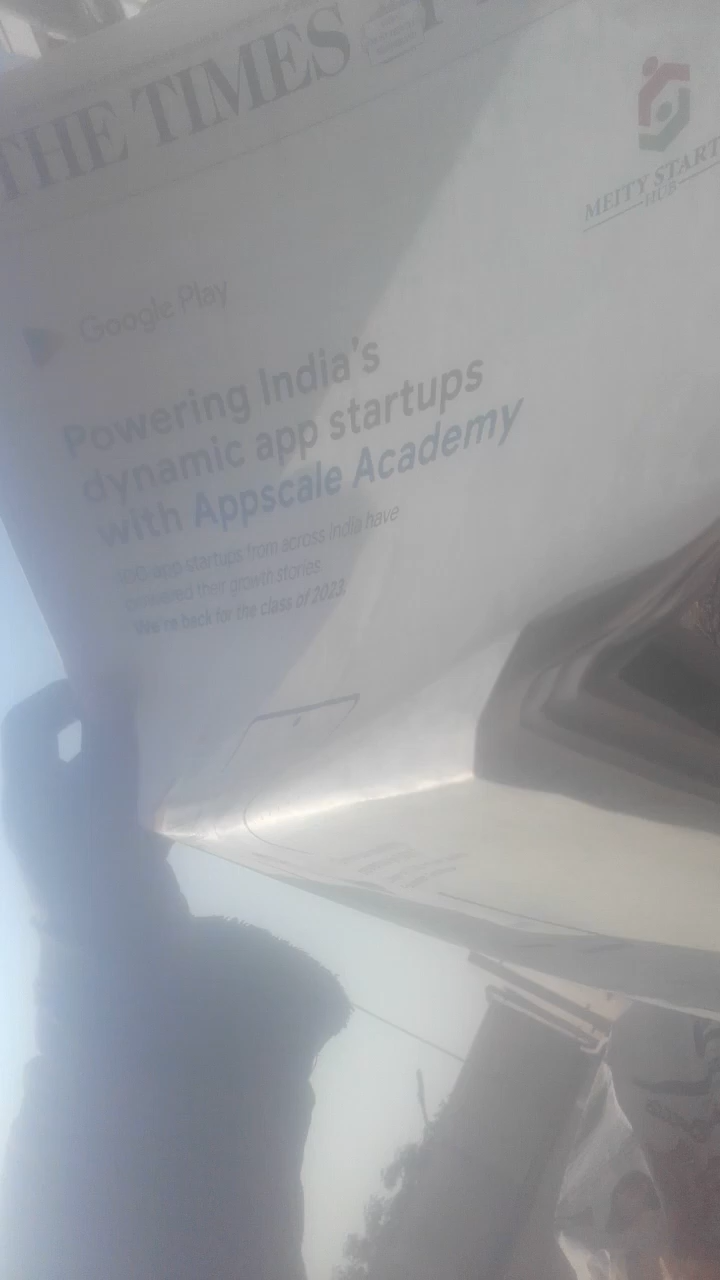 THE TIMES
MEITY START
HUB
Google Play
Powering India's
dynamic app startups
with Appscale Academy
app startups from across India have
their growth stories
We're back for the class of 2023.